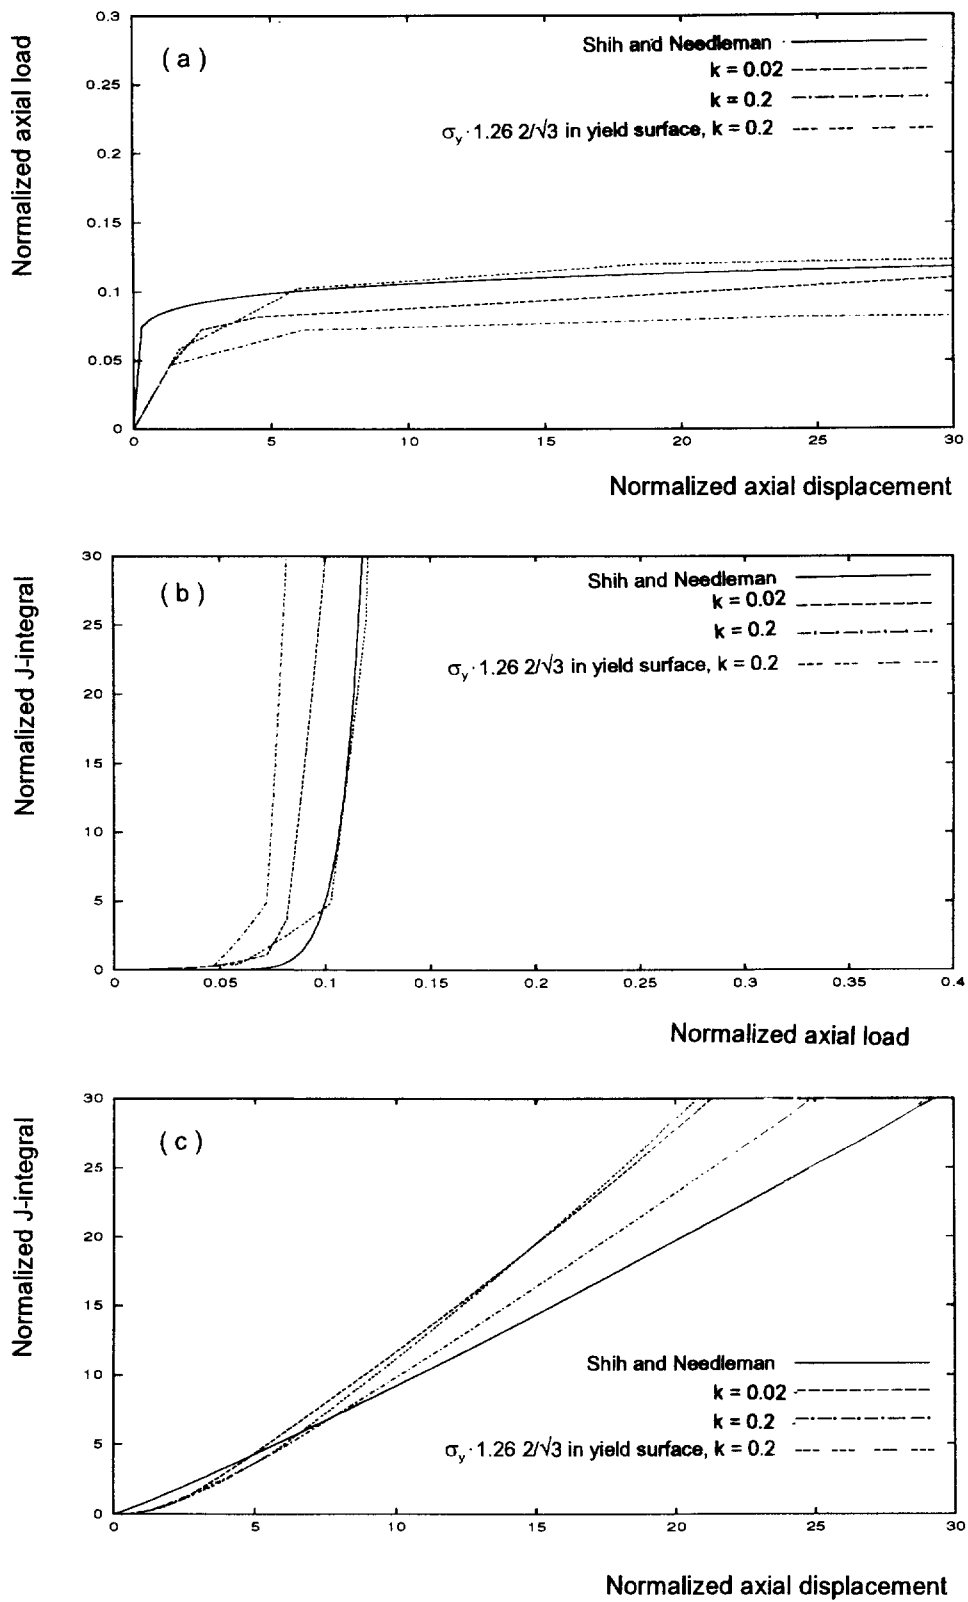 (a)
Normalized axial load
0.3
0.25
0.2
0.15
0.1
0.05
0
0 5 10 15 20 25 30
Shih and Needleman
k = 0.02
k = 0.2
σy · 1.26 2/√3 in yield surface, k = 0.2
Normalized axial displacement
(b)
Normalized J-integral
30
25
20
15
10
5
0
0 0.05 0.1 0.15 0.2 0.25 0.3 0.35 0.4
Shih and Needleman
k = 0.02
k = 0.2
σy · 1.26 2/√3 in yield surface, k = 0.2
Normalized axial load
(c)
Normalized J-integral
30
25
20
15
10
5
0
0 5 10 15 20 25 30
Shih and Needleman
k = 0.02
k = 0.2
σy · 1.26 2/√3 in yield surface, k = 0.2
Normalized axial displacement